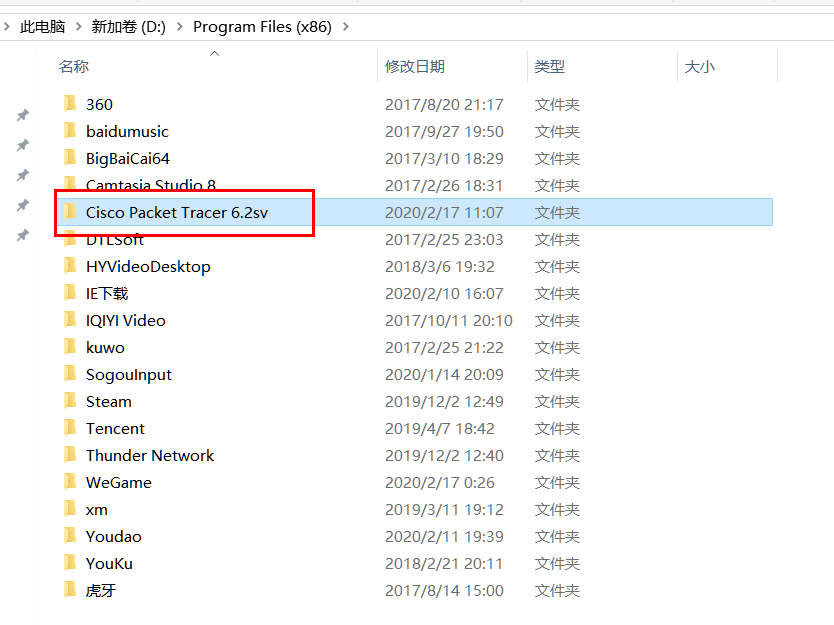 此电脑 > 新加卷 (D:) > Program Files (x86) >
名称 修改日期 类型 大小
360 2017/8/20 21:17 文件夹
baidumusic 2017/9/27 19:50 文件夹
BigBaiCai64 2017/3/10 18:29 文件夹
Camtasia Studio 8 2017/2/26 18:31 文件夹
Cisco Packet Tracer 6.2sv 2020/2/17 11:07 文件夹
DTLSoft 2017/2/25 23:03 文件夹
HYVideoDesktop 2018/3/6 19:32 文件夹
IE下载 2020/2/10 16:07 文件夹
IQIYI Video 2017/10/11 20:10 文件夹
kuwo 2017/2/25 21:22 文件夹
SogouInput 2020/1/14 20:09 文件夹
Steam 2019/12/2 12:49 文件夹
Tencent 2019/4/7 18:42 文件夹
Thunder Network 2019/12/2 12:40 文件夹
WeGame 2020/2/17 0:26 文件夹
xm 2019/3/11 19:12 文件夹
Youdao 2020/2/11 19:39 文件夹
YouKu 2018/2/21 20:11 文件夹
虎牙 2017/8/14 15:00 文件夹